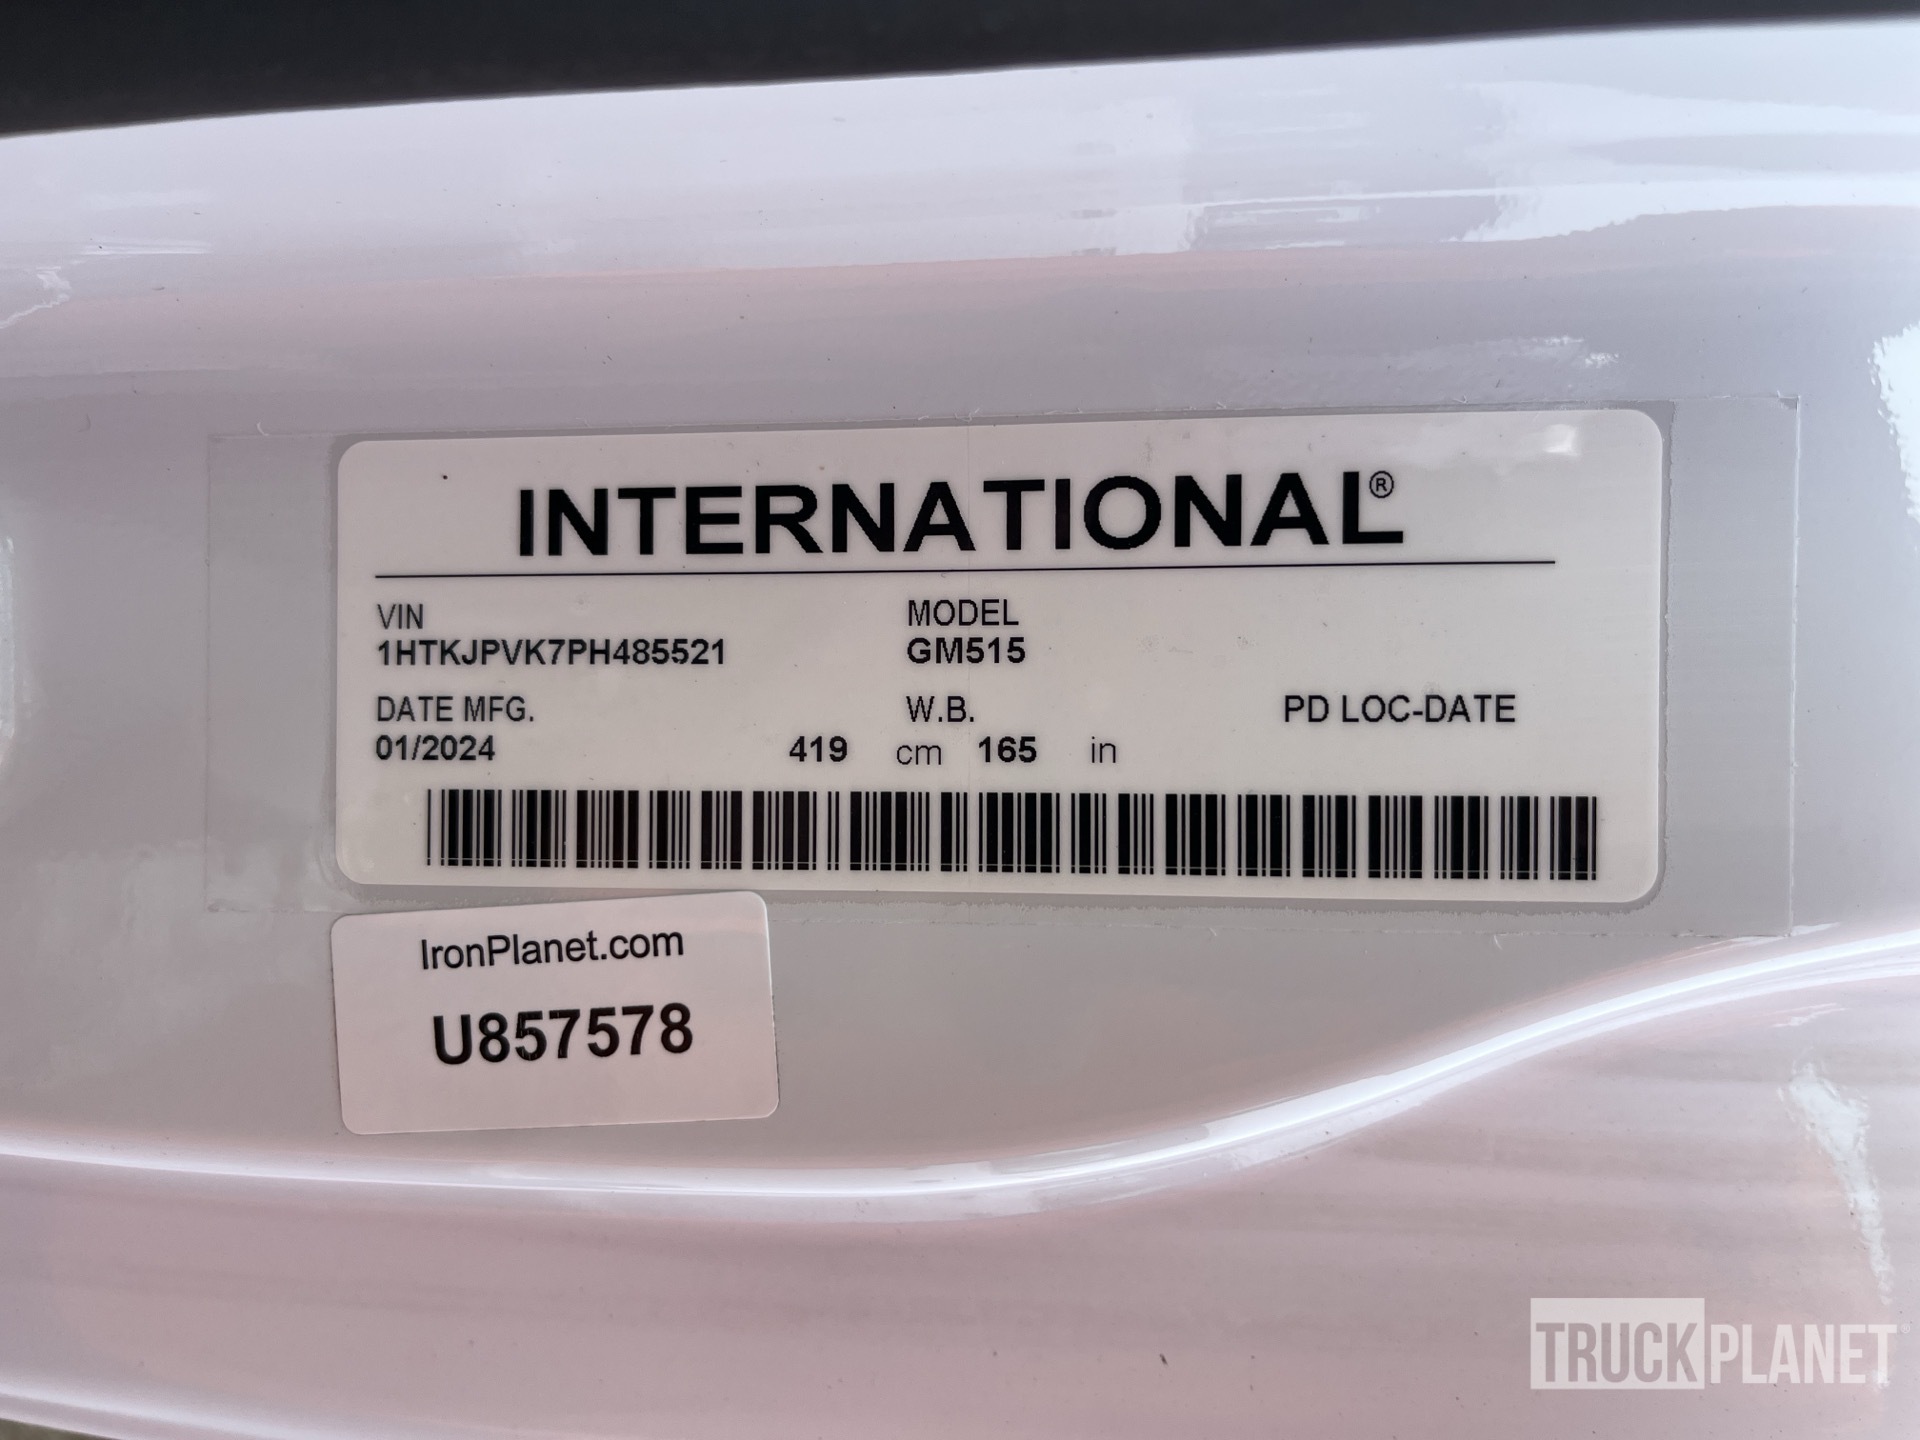 INTERNATIONAL®
VIN
1HTKJPVK7PH485521
MODEL
GM515
DATE MFG.
01/2024
W.B.
419 cm 165 in
PD LOC-DATE
IronPlanet.com
U857578
TRUCKPLANET